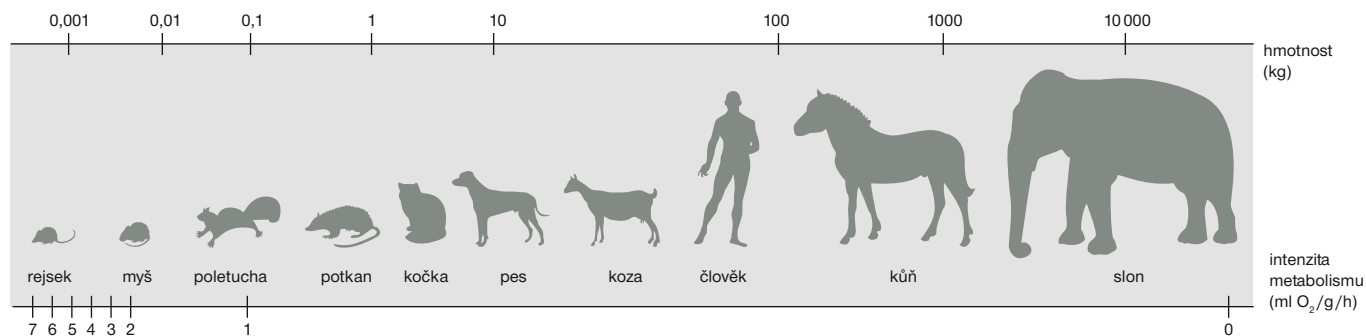 0,001 0,01 0,1 1 10 100 1000 10 000
hmotnost
(kg)
rejsek myš poletucha potkan kočka pes koza člověk kůň slon
intenzita
metabolismu
(ml O₂/g/h)
7 6 5 4 3 2 1 0